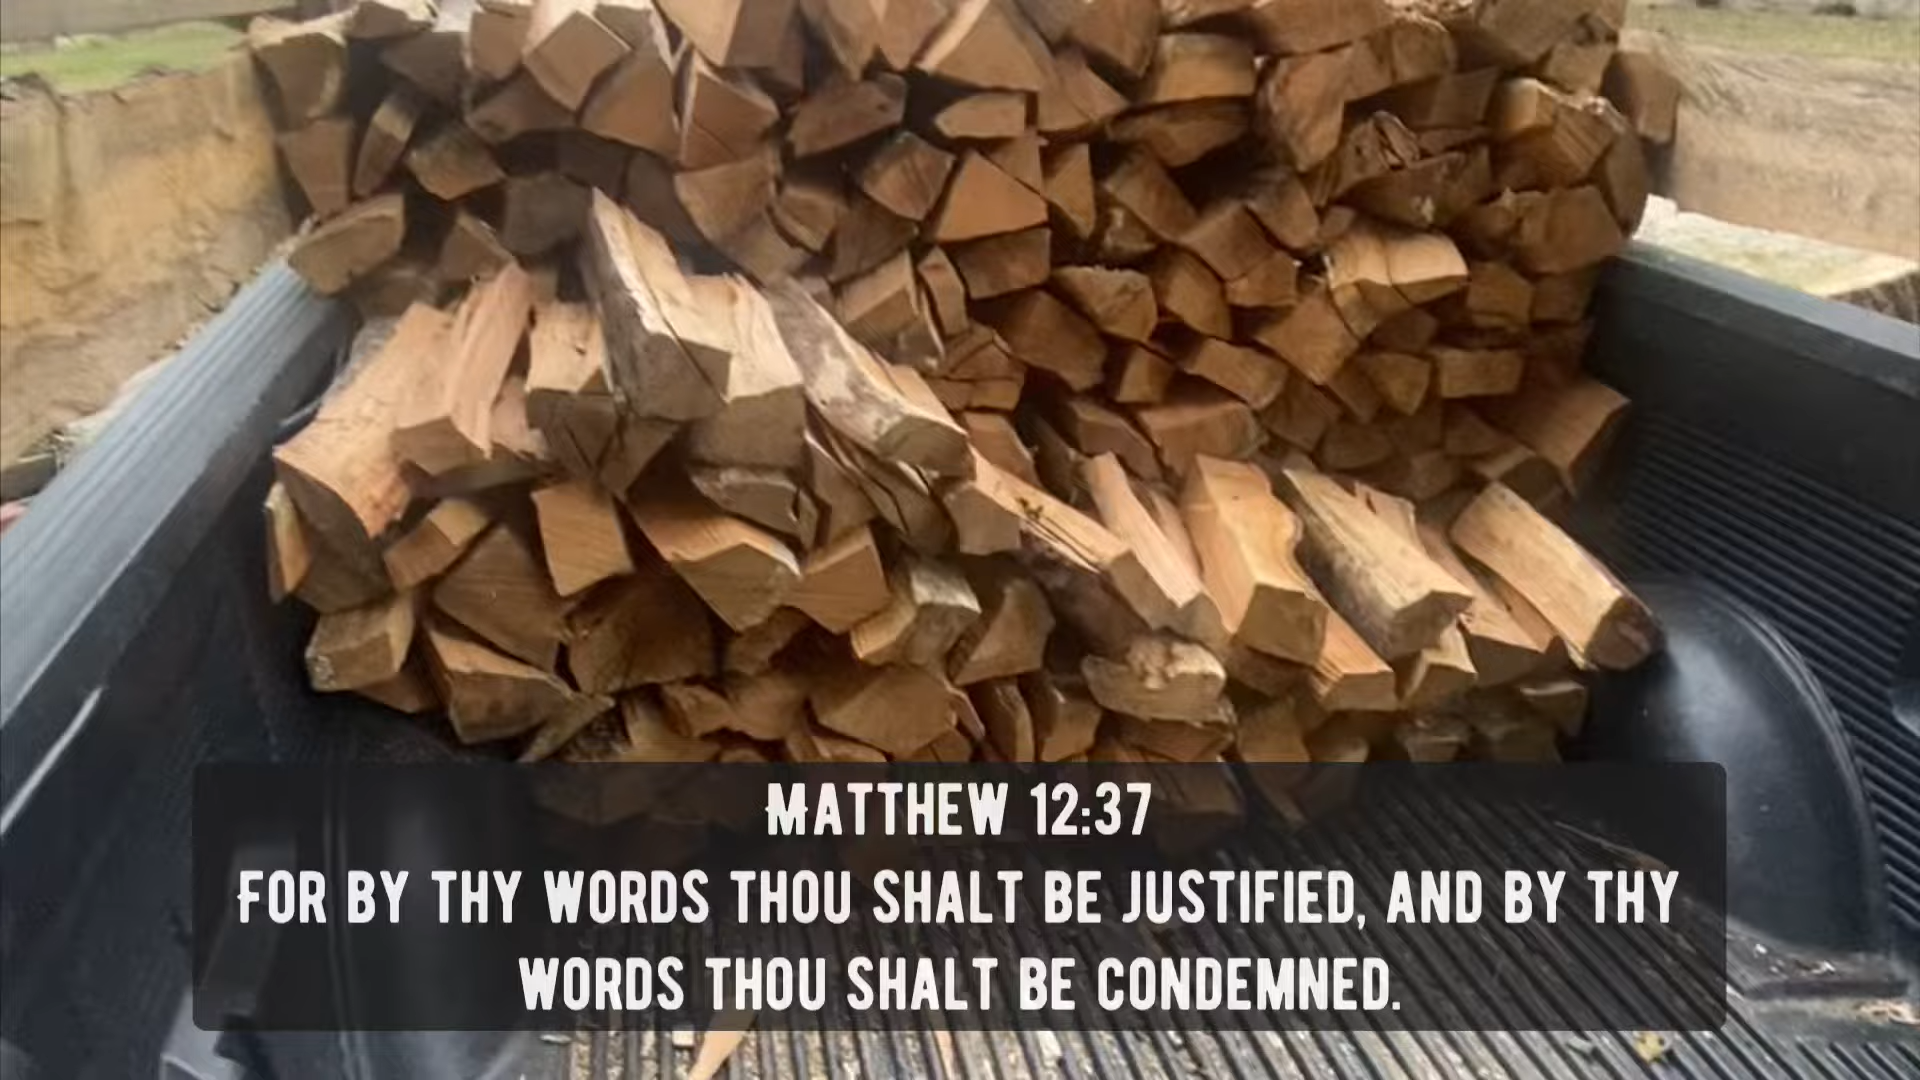 MATTHEW 12:37
FOR BY THY WORDS THOU SHALT BE JUSTIFIED, AND BY THY
WORDS THOU SHALT BE CONDEMNED.